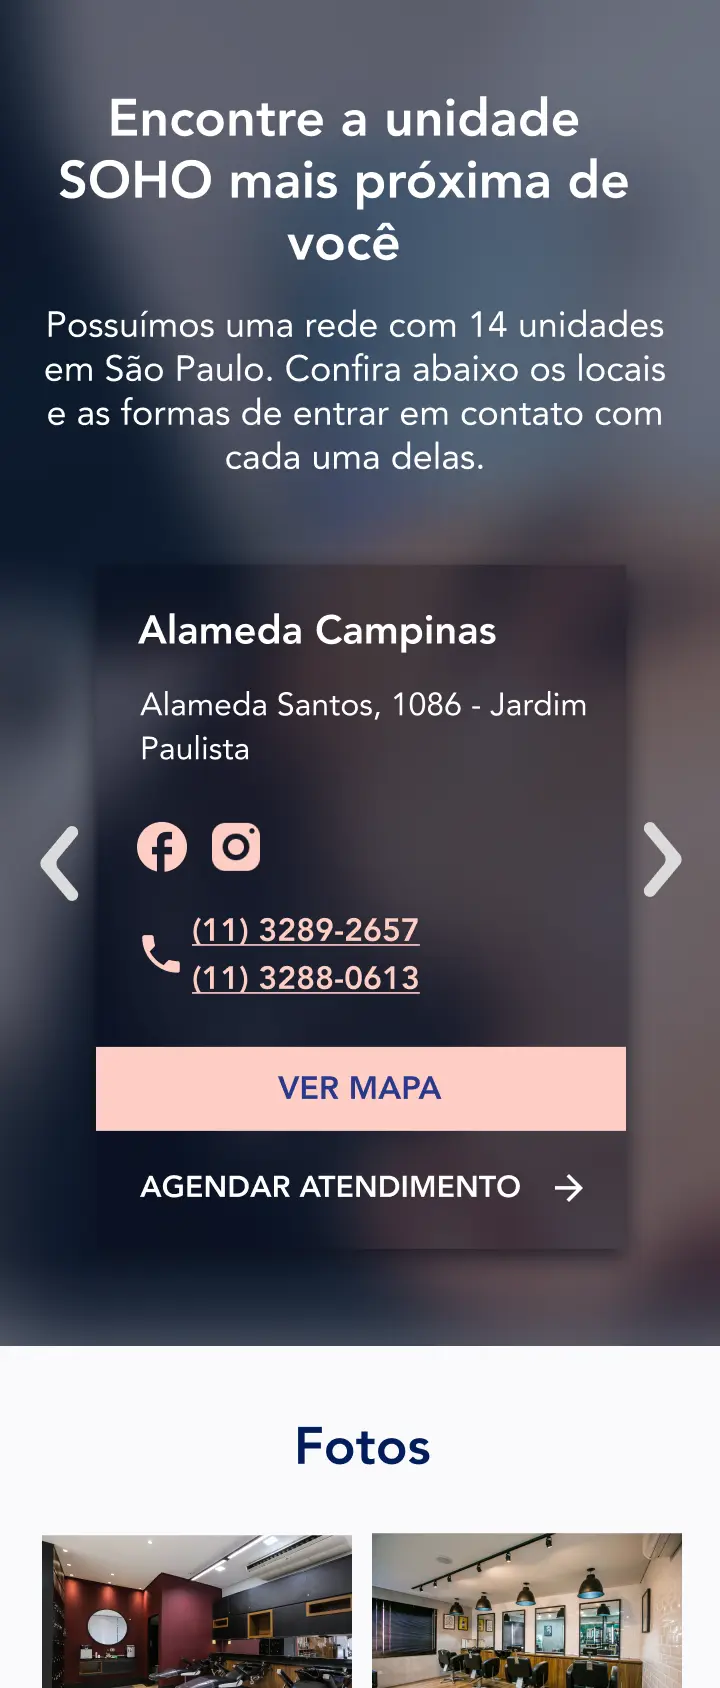 Encontre a unidade
SOHO mais próxima de
você
Possuímos uma rede com 14 unidades
em São Paulo. Confira abaixo os locais
e as formas de entrar em contato com
cada uma delas.
Alameda Campinas
Alameda Santos, 1086 - Jardim
Paulista
(11) 3289-2657
(11) 3288-0613
VER MAPA
AGENDAR ATENDIMENTO
Fotos